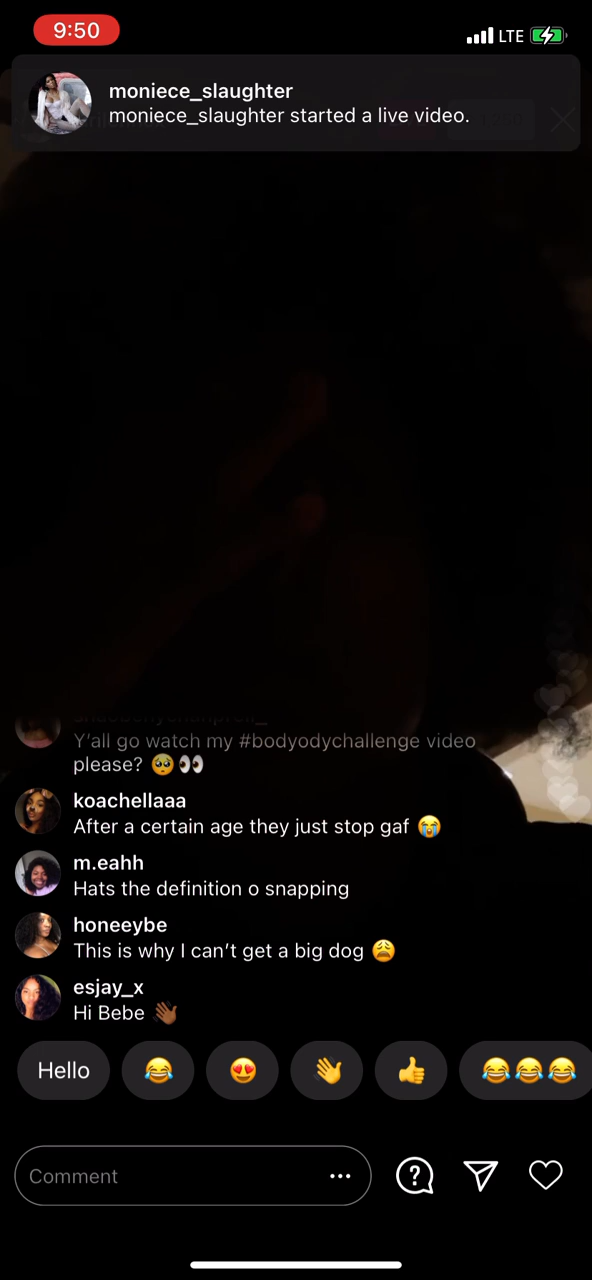 9:50
LTE
moniece_slaughter
moniece_slaughter started a live video.
Y'all go watch my #bodyodychallenge video
please? 🥺👀
koachellaaa
After a certain age they just stop gaf 😭
m.eahh
Hats the definition o snapping
honeeybe
This is why I can't get a big dog 😩
esjay_x
Hi Bebe 👋🏾
Hello 😂 😍 👋 👍 😂😂😂
Comment